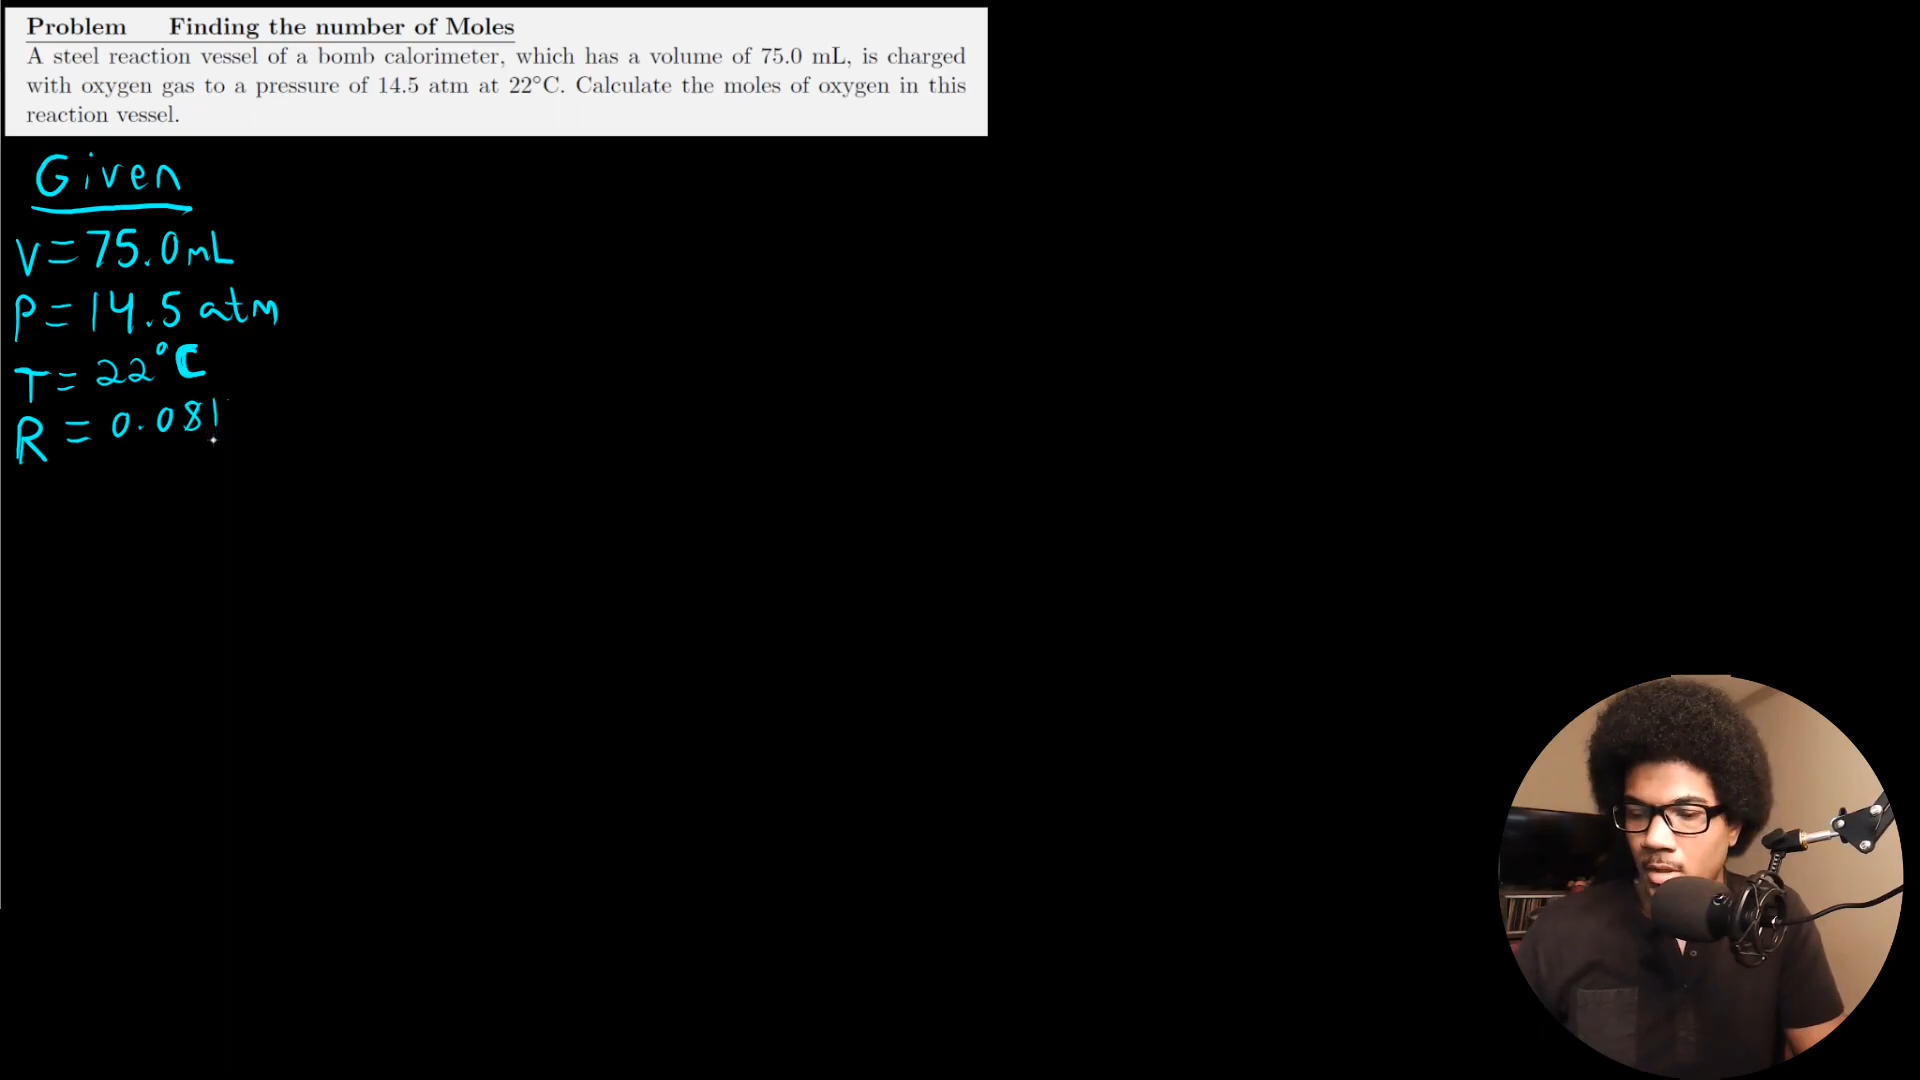 Problem Finding the number of Moles
A steel reaction vessel of a bomb calorimeter, which has a volume of 75.0 mL, is charged
with oxygen gas to a pressure of 14.5 atm at 22°C. Calculate the moles of oxygen in this
reaction vessel.
Given
V = 75.0 mL
P = 14.5 atm
T = 22°C
R = 0.081